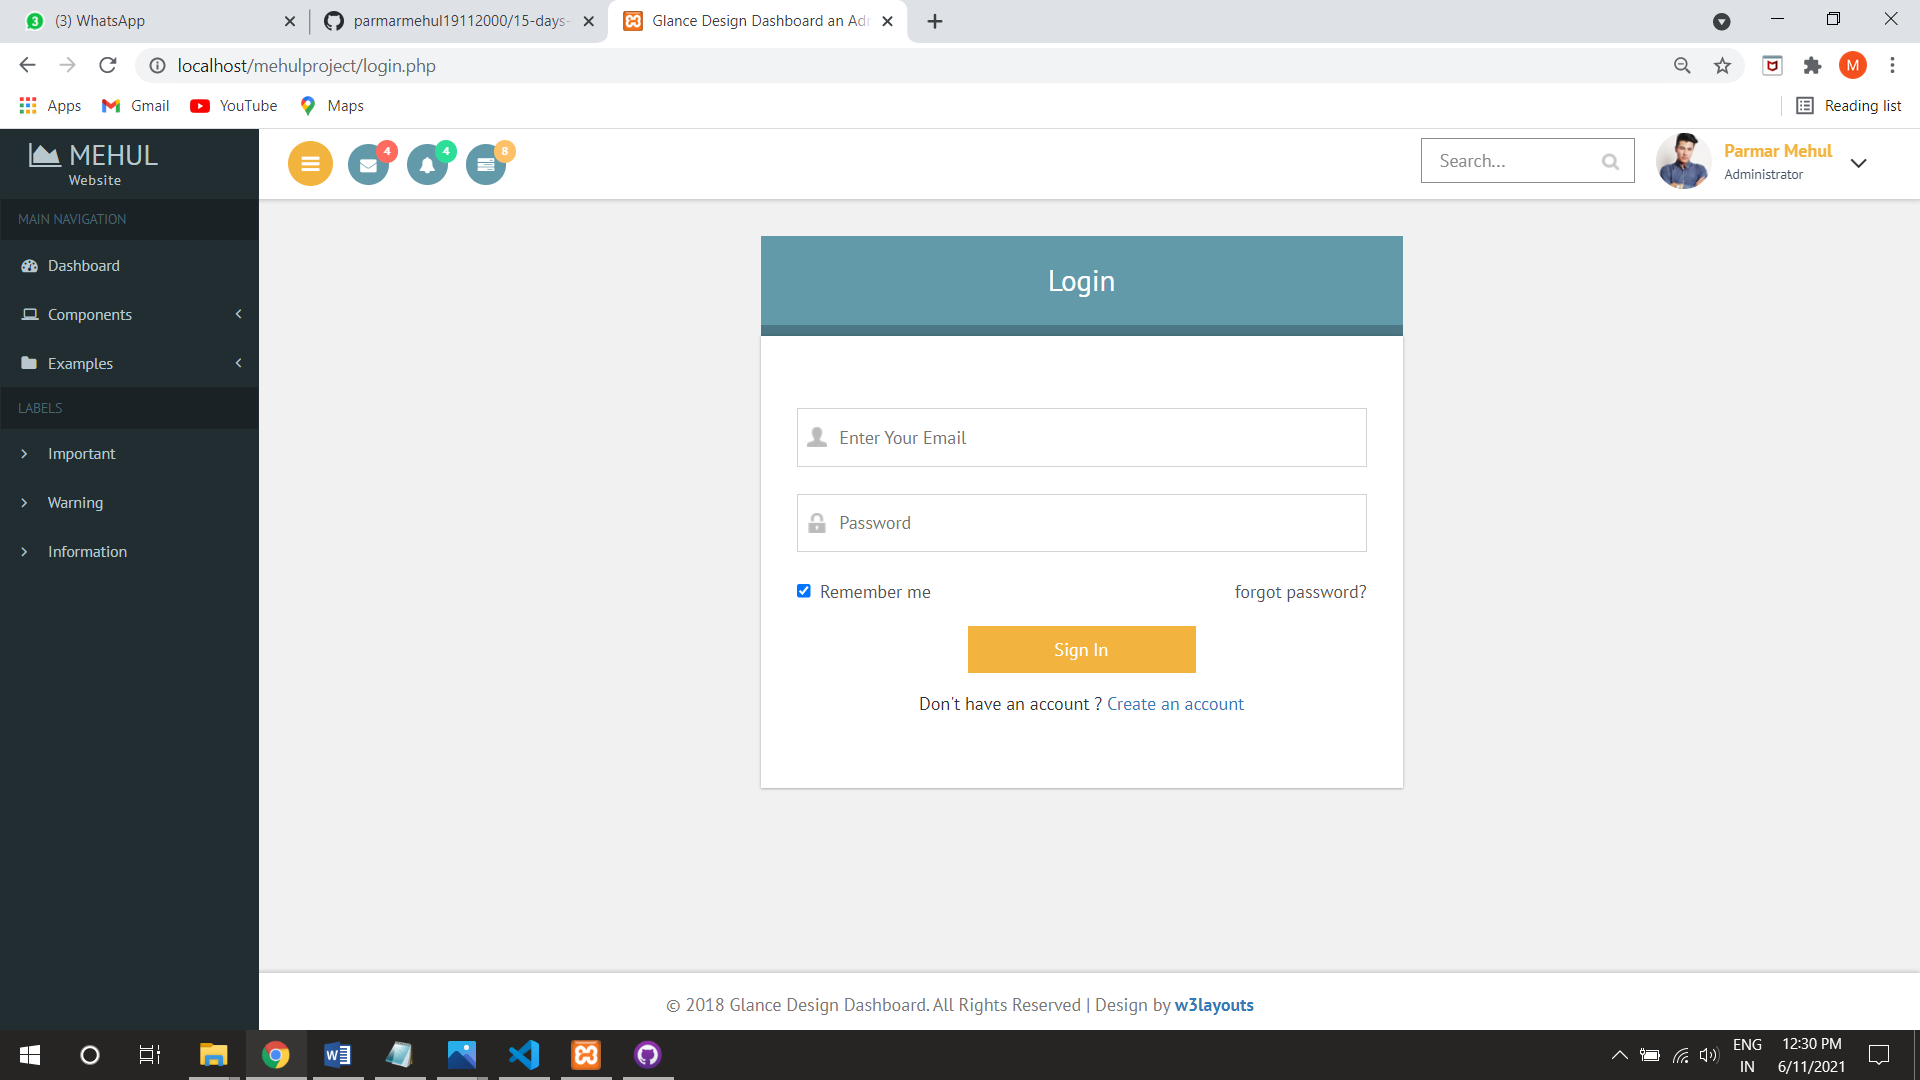 3 (3) WhatsApp
parmarmehul19112000/15-days-
Glance Design Dashboard an Adm
localhost/mehulproject/login.php
M
Apps
Gmail
YouTube
Maps
Reading list
MEHUL
Website
4
4
8
Search...
Parmar Mehul
Administrator
MAIN NAVIGATION
Dashboard
Components
Examples
LABELS
Important
Warning
Information
Login
Enter Your Email
Password
Remember me
forgot password?
Sign In
Don't have an account ? Create an account
© 2018 Glance Design Dashboard. All Rights Reserved | Design by w3layouts
ENG
IN
12:30 PM
6/11/2021